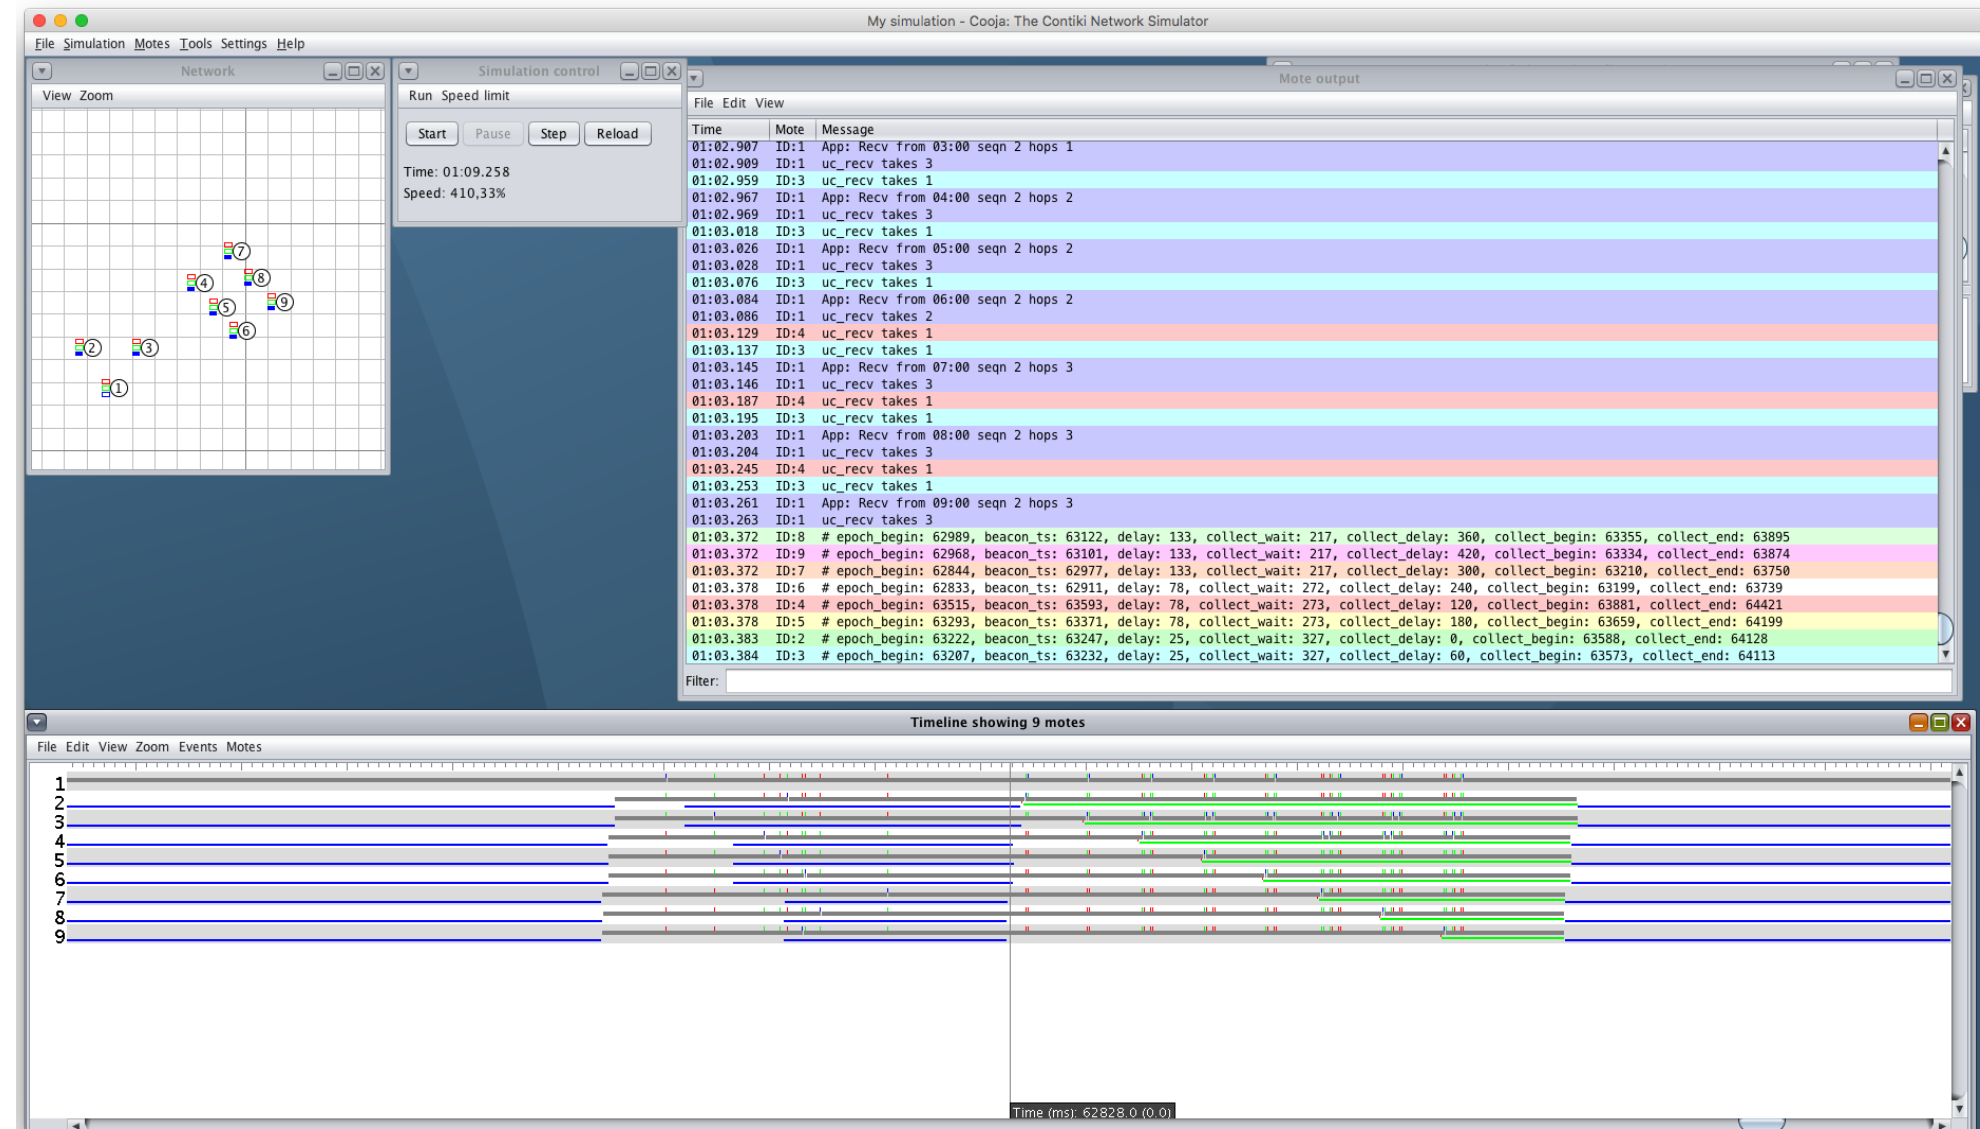 My simulation - Cooja: The Contiki Network Simulator
File Simulation Motes Tools Settings Help
Network
View Zoom
7
4
8
5
9
6
2
3
1
Simulation control
Run Speed limit
Start Pause Step Reload
Time: 01:09.258
Speed: 410,33%
Mote output
File Edit View
Time Mote Message
01:02.907 ID:1 App: Recv from 03:00 seqn 2 hops 1
01:02.909 ID:1 uc_recv takes 3
01:02.959 ID:3 uc_recv takes 1
01:02.967 ID:1 App: Recv from 04:00 seqn 2 hops 2
01:02.969 ID:1 uc_recv takes 3
01:03.018 ID:3 uc_recv takes 1
01:03.026 ID:1 App: Recv from 05:00 seqn 2 hops 2
01:03.028 ID:1 uc_recv takes 3
01:03.076 ID:3 uc_recv takes 1
01:03.084 ID:1 App: Recv from 06:00 seqn 2 hops 2
01:03.086 ID:1 uc_recv takes 2
01:03.129 ID:4 uc_recv takes 1
01:03.137 ID:3 uc_recv takes 1
01:03.145 ID:1 App: Recv from 07:00 seqn 2 hops 3
01:03.146 ID:1 uc_recv takes 3
01:03.187 ID:4 uc_recv takes 1
01:03.195 ID:3 uc_recv takes 1
01:03.203 ID:1 App: Recv from 08:00 seqn 2 hops 3
01:03.204 ID:1 uc_recv takes 3
01:03.245 ID:4 uc_recv takes 1
01:03.253 ID:3 uc_recv takes 1
01:03.261 ID:1 App: Recv from 09:00 seqn 2 hops 3
01:03.263 ID:1 uc_recv takes 3
01:03.372 ID:8 # epoch_begin: 62989, beacon_ts: 63122, delay: 133, collect_wait: 217, collect_delay: 360, collect_begin: 63355, collect_end: 63895
01:03.372 ID:9 # epoch_begin: 62968, beacon_ts: 63101, delay: 133, collect_wait: 217, collect_delay: 420, collect_begin: 63334, collect_end: 63874
01:03.372 ID:7 # epoch_begin: 62844, beacon_ts: 62977, delay: 133, collect_wait: 217, collect_delay: 300, collect_begin: 63210, collect_end: 63750
01:03.378 ID:6 # epoch_begin: 62833, beacon_ts: 62911, delay: 78, collect_wait: 272, collect_delay: 240, collect_begin: 63199, collect_end: 63739
01:03.378 ID:4 # epoch_begin: 63515, beacon_ts: 63593, delay: 78, collect_wait: 273, collect_delay: 120, collect_begin: 63881, collect_end: 64421
01:03.378 ID:5 # epoch_begin: 63293, beacon_ts: 63371, delay: 78, collect_wait: 273, collect_delay: 180, collect_begin: 63659, collect_end: 64199
01:03.383 ID:2 # epoch_begin: 63222, beacon_ts: 63247, delay: 25, collect_wait: 327, collect_delay: 0, collect_begin: 63588, collect_end: 64128
01:03.384 ID:3 # epoch_begin: 63207, beacon_ts: 63232, delay: 25, collect_wait: 327, collect_delay: 60, collect_begin: 63573, collect_end: 64113
Filter:
Timeline showing 9 motes
File Edit View Zoom Events Motes
1
2
3
4
5
6
7
8
9
Time (ms): 62828.0 (0.0)